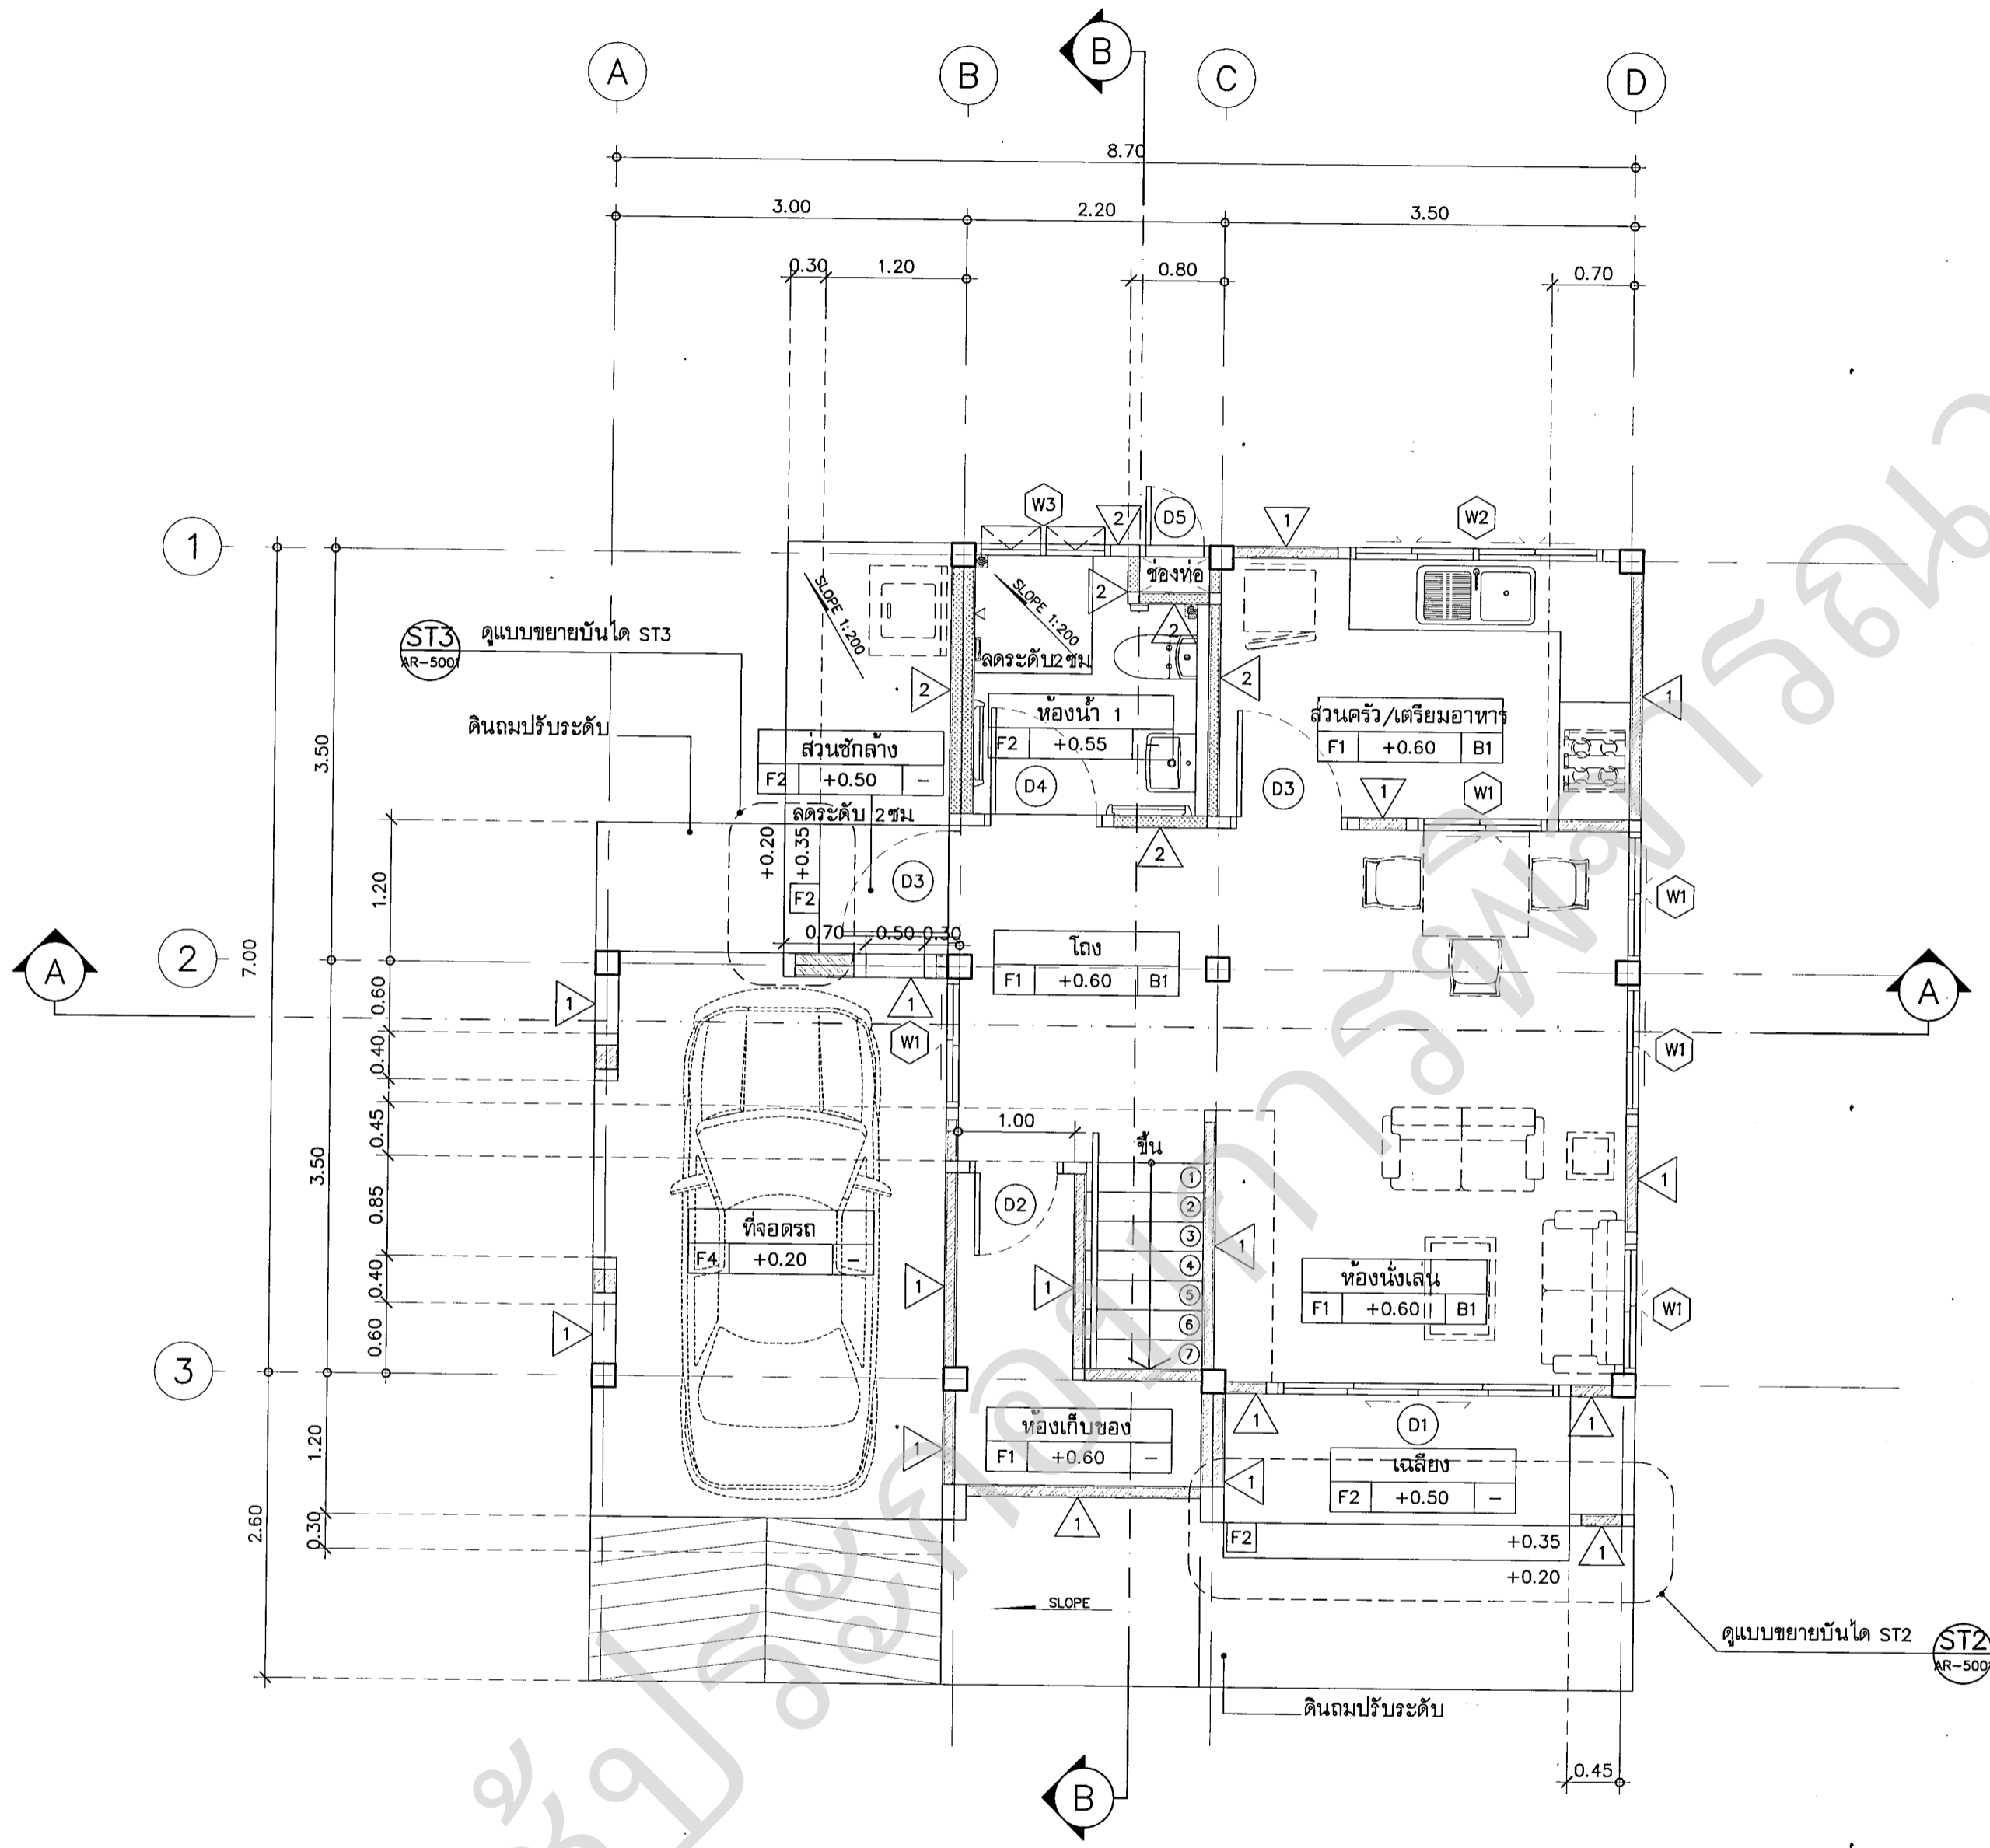 B
A
B
C
D
8.70
3.00
2.20
3.50
0.30
1.20
0.80
0.70
W3
2
D5
1
W2
1
SLOPE 1:200
SLOPE 1:200
2
ช่องท่อ
ST3
AR-5001
ดูแบบขยายบันได ST3
2
ลดระดับ2ซม
2
2
1
ดินถมปรับระดับ
ห้องน้ำ 1
F2 +0.55 –
ส่วนครัว/เตรียมอาหาร
F1 +0.60 B1
ส่วนซักล้าง
F2 +0.50 –
3.50
D4
D3
1
W1
ลดระดับ 2ซม
+0.20
+0.35
2
1.20
D3
F2
W1
0.70
0.50
0.30
7.00
2
A
โถง
F1 +0.60 B1
A
0.60
1
1
W1
W1
0.40
0.45
1.00
ขึ้น
3.50
1
1
D2
2
0.85
3
ที่จอดรถ
F4 +0.20 –
1
4
ห้องนั่งเล่น
F1 +0.60 B1
0.40
1
1
5
W1
6
0.60
1
7
3
ห้องเก็บของ
F1 +0.60 –
1
D1
1
1.20
1
เฉลียง
F2 +0.50 –
1
2.60
0.30
1
F2
+0.35
1
+0.20
SLOPE
ดูแบบขยายบันได ST2
ST2
ดินถมปรับระดับ
0.45
B